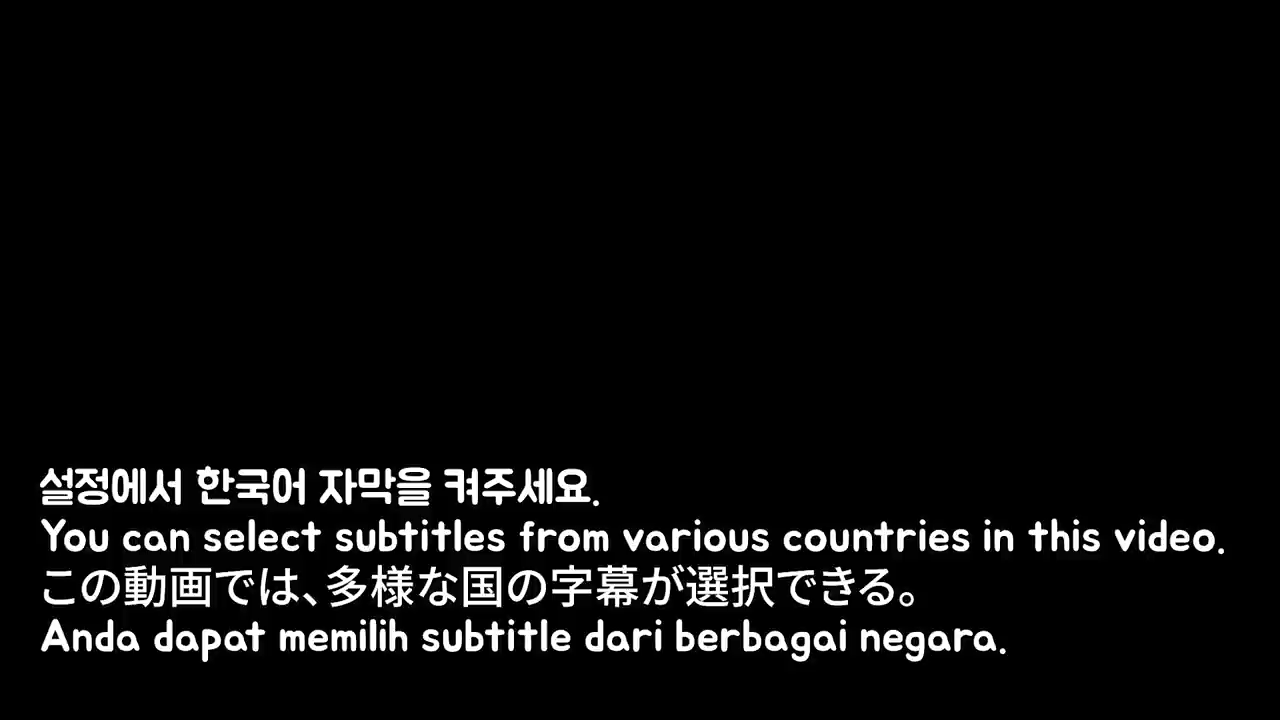 설정에서 한국어 자막을 켜주세요.
You can select subtitles from various countries in this video.
この動画では、多様な国の字幕が選択できる。
Anda dapat memilih subtitle dari berbagai negara.